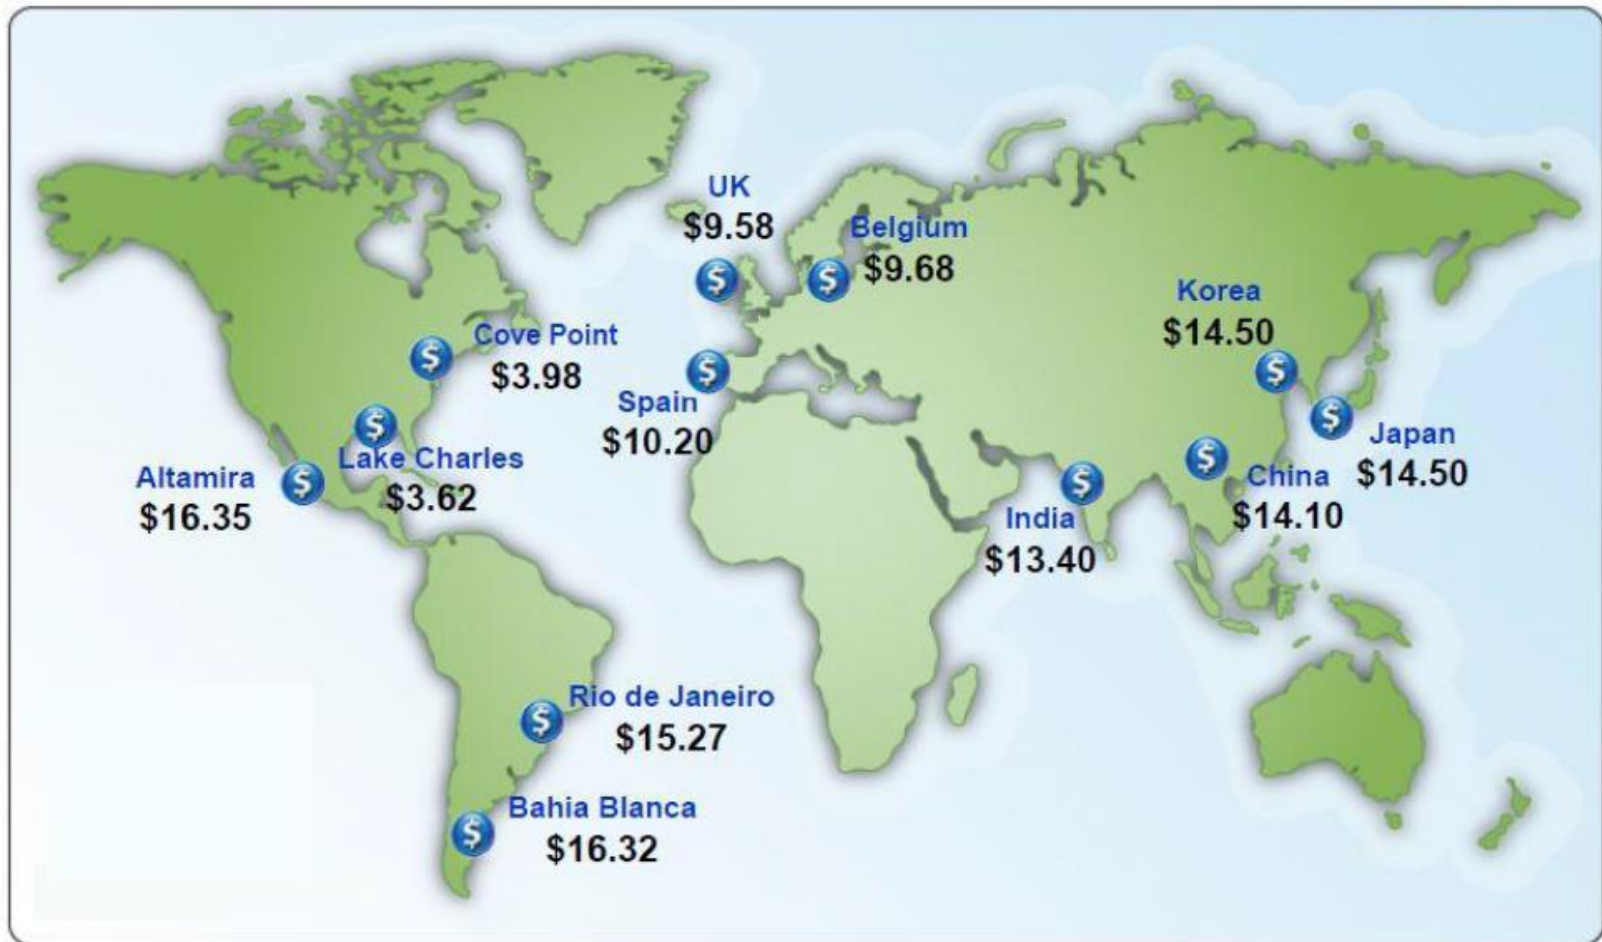 UK
$9.58
Belgium
$9.68
Korea
$14.50
Cove Point
$3.98
Spain
$10.20
Japan
$14.50
Lake Charles
$3.62
Altamira
$16.35
China
$14.10
India
$13.40
Rio de Janeiro
$15.27
Bahia Blanca
$16.32